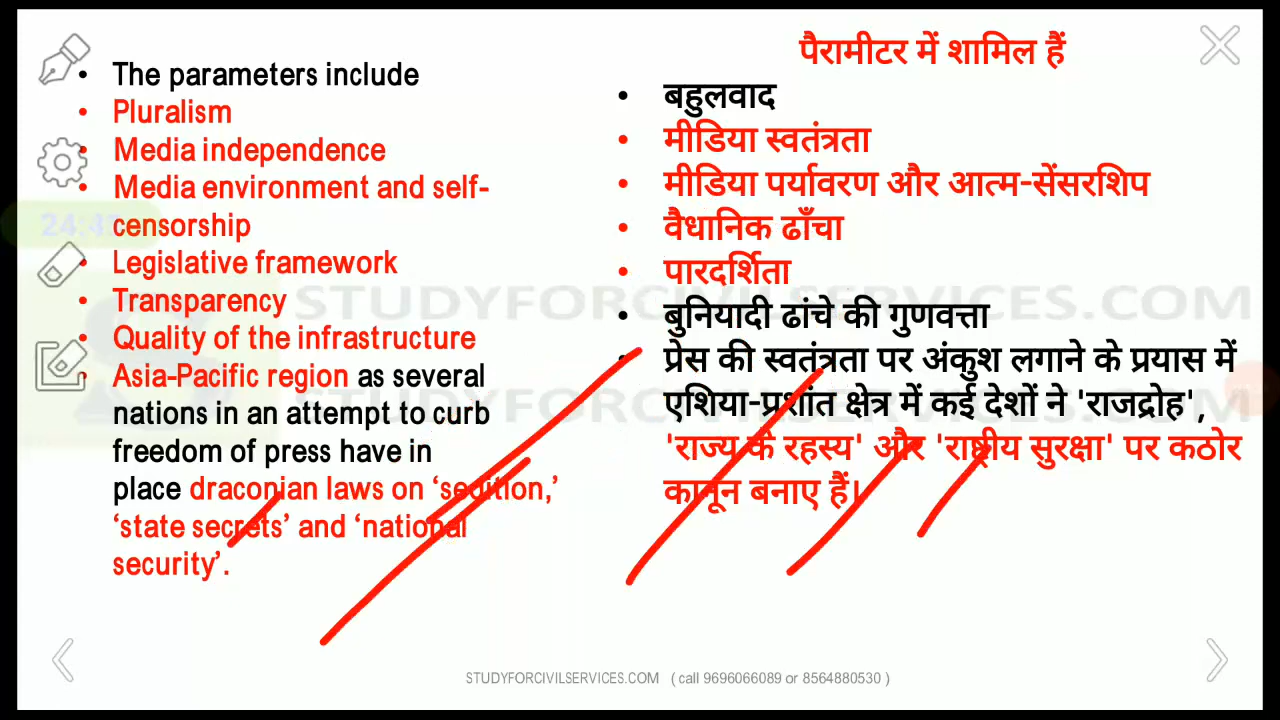 The parameters include
Pluralism
Media independence
Media environment and self-
censorship
Legislative framework
Transparency
Quality of the infrastructure
Asia-Pacific region as several
nations in an attempt to curb
freedom of press have in
place draconian laws on ‘sedition,’
‘state secrets’ and ‘national
security’.
पैरामीटर में शामिल हैं
बहुलवाद
मीडिया स्वतंत्रता
मीडिया पर्यावरण और आत्म-सेंसरशिप
वैधानिक ढाँचा
पारदर्शिता
बुनियादी ढांचे की गुणवत्ता
प्रेस की स्वतंत्रता पर अंकुश लगाने के प्रयास में
एशिया-प्रशांत क्षेत्र में कई देशों ने 'राजद्रोह',
'राज्य के रहस्य' और 'राष्ट्रीय सुरक्षा' पर कठोर
कानून बनाए हैं।
STUDYFORCIVILSERVICES.COM
STUDYFORCIVILSERVICES.COM
STUDYFORCIVILSERVICES.COM ( call 9696066089 or 8564880530 )